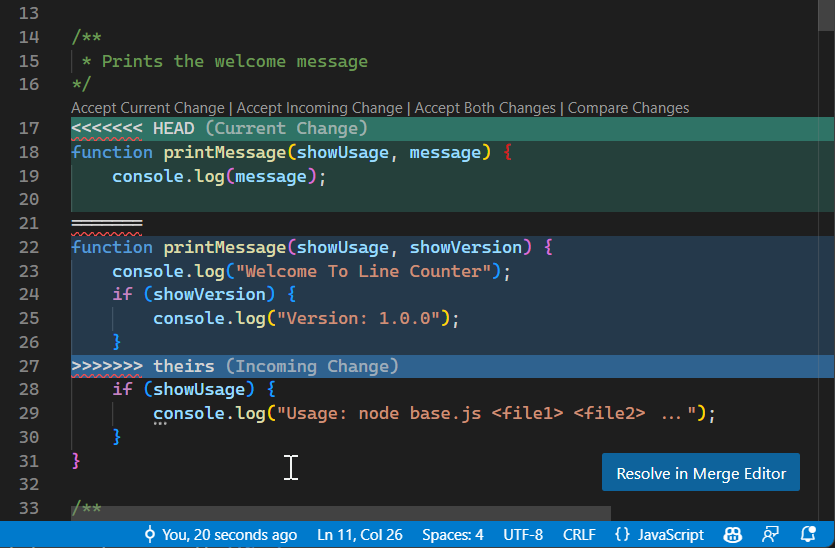 13
14 /**
15  * Prints the welcome message
16 */
Accept Current Change | Accept Incoming Change | Accept Both Changes | Compare Changes
17 <<<<<<< HEAD (Current Change)
18 function printMessage(showUsage, message) {
19     console.log(message);
20
21 =======
22 function printMessage(showUsage, showVersion) {
23     console.log("Welcome To Line Counter");
24     if (showVersion) {
25         console.log("Version: 1.0.0");
26     }
27 >>>>>>> theirs (Incoming Change)
28     if (showUsage) {
29         console.log("Usage: node base.js <file1> <file2> ...");
30     }
31 }
32
33 /**
Resolve in Merge Editor
You, 20 seconds ago Ln 11, Col 26 Spaces: 4 UTF-8 CRLF {} JavaScript